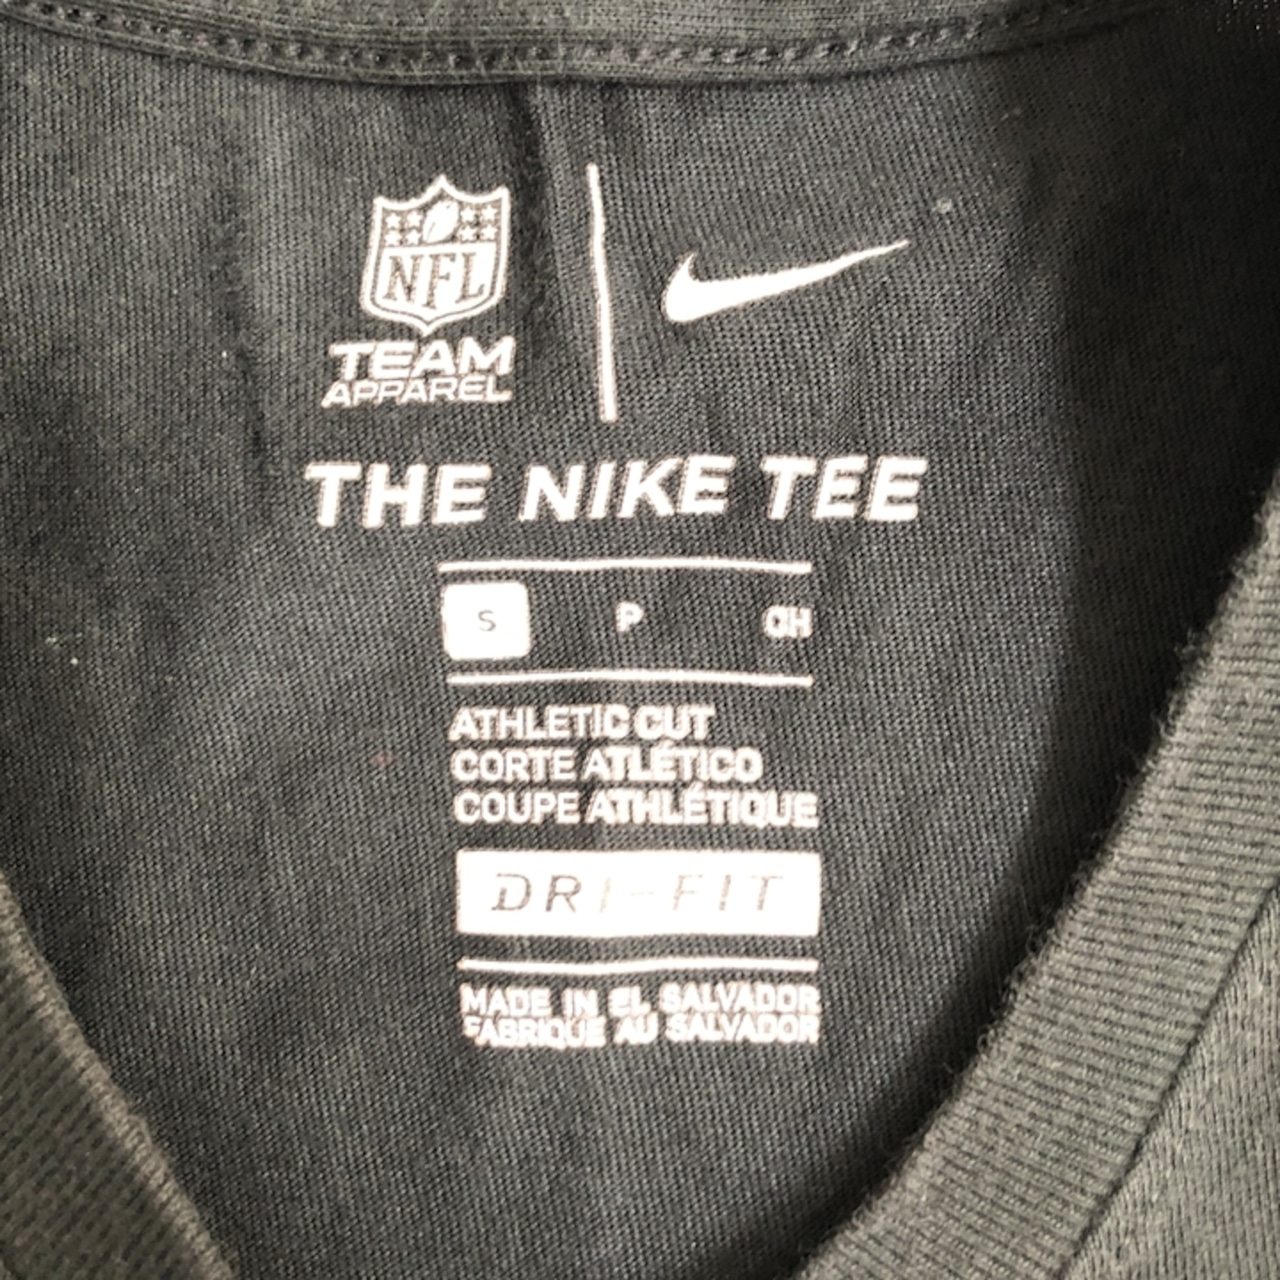 NFL
TEAM
APPAREL
THE NIKE TEE
S P CH
ATHLETIC CUT
CORTE ATLÉTICO
COUPE ATHLÉTIQUE
DRI-FIT
MADE IN EL SALVADOR
FABRIQUE AU SALVADOR